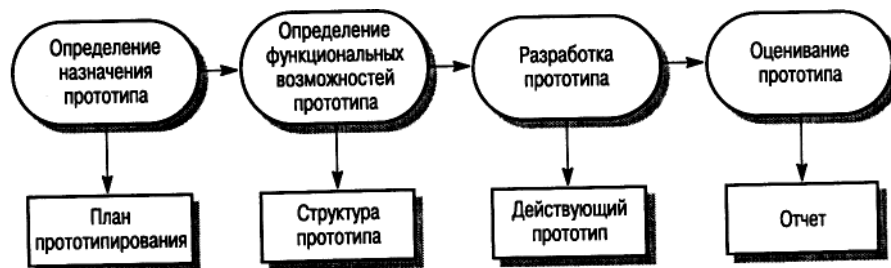 Определение
назначения
прототипа
Определение
функциональных
возможностей
прототипа
Разработка
прототипа
Оценивание
прототипа
План
прототипирования
Структура
прототипа
Действующий
прототип
Отчет